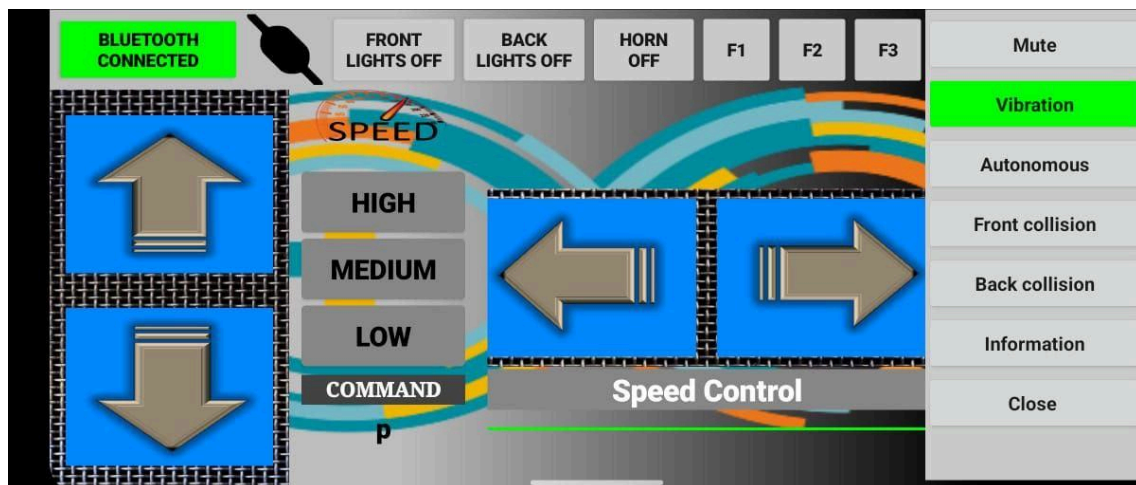 BLUETOOTH
CONNECTED
FRONT
LIGHTS OFF
BACK
LIGHTS OFF
HORN
OFF
F1
F2
F3
SPEED
HIGH
MEDIUM
LOW
COMMAND
p
Speed Control
Mute
Vibration
Autonomous
Front collision
Back collision
Information
Close